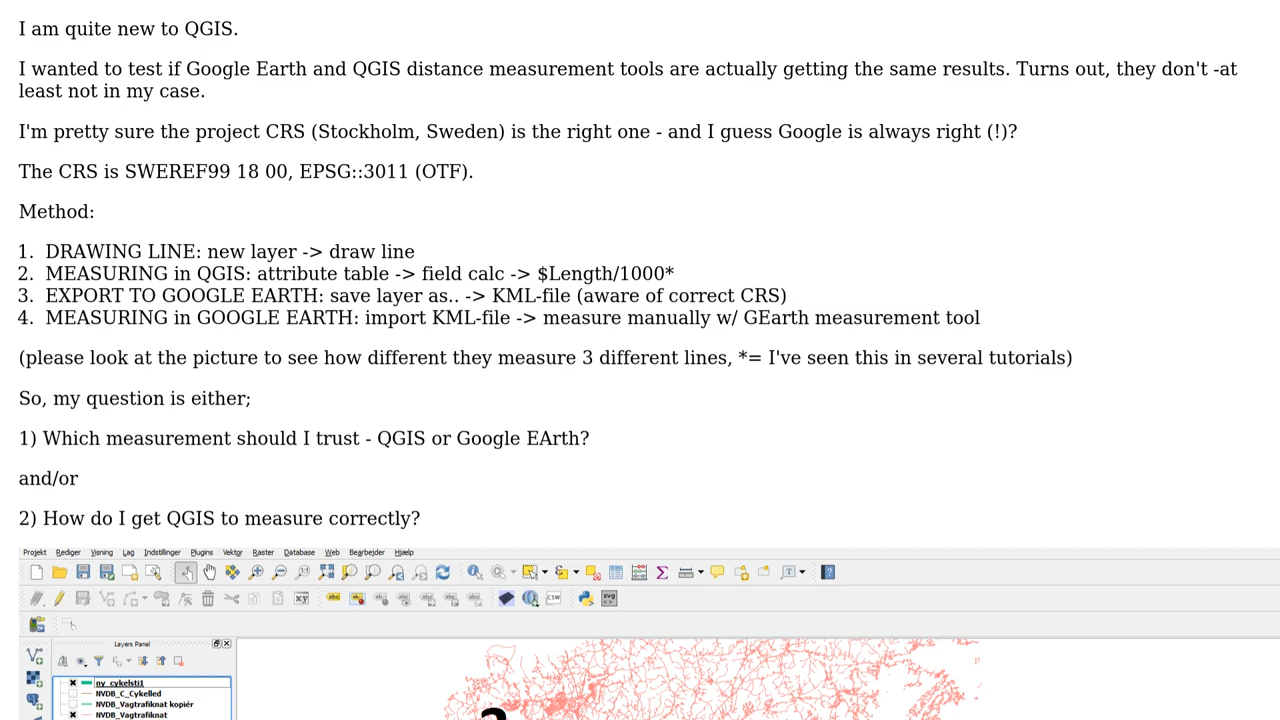 I am quite new to QGIS.
I wanted to test if Google Earth and QGIS distance measurement tools are actually getting the same results. Turns out, they don't -at
least not in my case.
I'm pretty sure the project CRS (Stockholm, Sweden) is the right one - and I guess Google is always right (!)?
The CRS is SWEREF99 18 00, EPSG::3011 (OTF).
Method:
1. DRAWING LINE: new layer -> draw line
2. MEASURING in QGIS: attribute table -> field calc -> $Length/1000*
3. EXPORT TO GOOGLE EARTH: save layer as.. -> KML-file (aware of correct CRS)
4. MEASURING in GOOGLE EARTH: import KML-file -> measure manually w/ GEarth measurement tool
(please look at the picture to see how different they measure 3 different lines, *= I've seen this in several tutorials)
So, my question is either;
1) Which measurement should I trust - QGIS or Google EArth?
and/or
2) How do I get QGIS to measure correctly?
Projekt Rediger Visning Lag Indstillinger Plugins Vektor Raster Database Web Bearbejder Hjælp
Layers Panel
ny_cykelsti1
NVDB_C_Cykelled
NVDB_Vagtrafiknat kopiér
NVDB_Vagtrafiknat